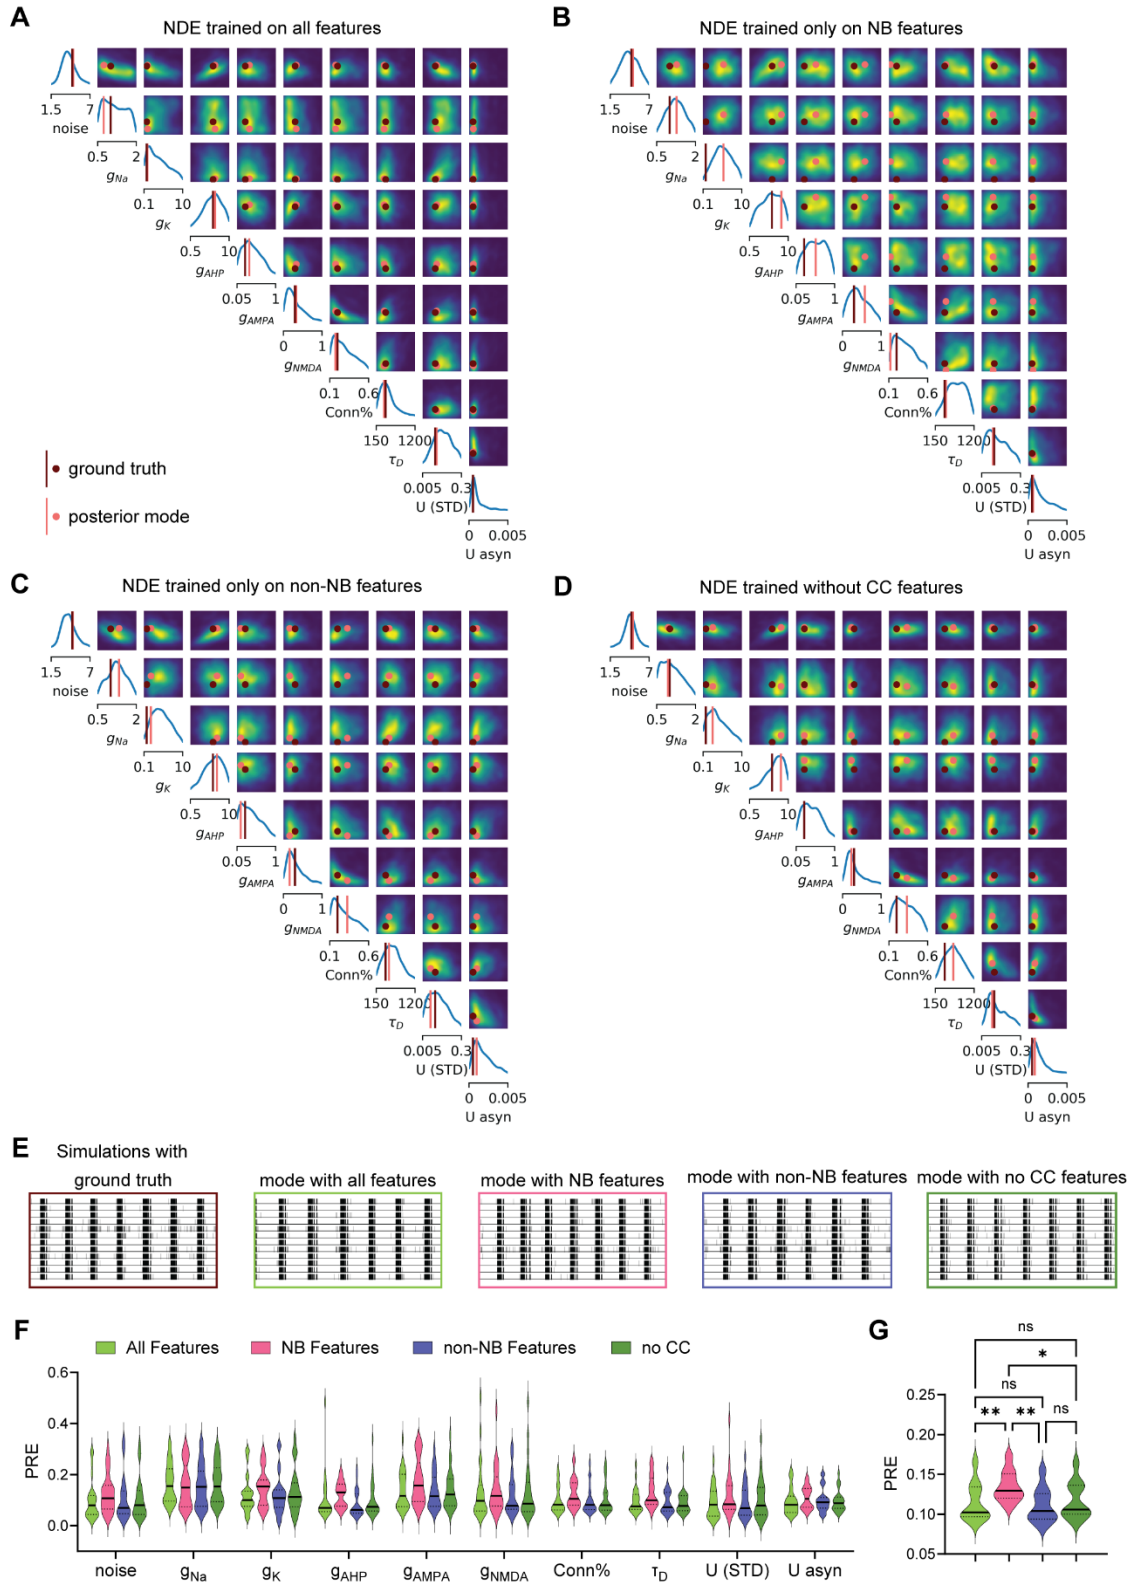 A
NDE trained on all features
1.5 7
noise
0.5 2
gNa
0.1 10
gK
0.5 10
gAHP
0.05 1
gAMPA
0 1
gNMDA
0.1 0.6
Conn%
150 1200
τD
0.005 0.3
U (STD)
0 0.005
U asyn
ground truth
posterior mode
B
NDE trained only on NB features
1.5 7
noise
0.5 2
gNa
0.1 10
gK
0.5 10
gAHP
0.05 1
gAMPA
0 1
gNMDA
0.1 0.6
Conn%
150 1200
τD
0.005 0.3
U (STD)
0 0.005
U asyn
C
NDE trained only on non-NB features
1.5 7
noise
0.5 2
gNa
0.1 10
gK
0.5 10
gAHP
0.05 1
gAMPA
0 1
gNMDA
0.1 0.6
Conn%
150 1200
τD
0.005 0.3
U (STD)
0 0.005
U asyn
D
NDE trained without CC features
1.5 7
noise
0.5 2
gNa
0.1 10
gK
0.5 10
gAHP
0.05 1
gAMPA
0 1
gNMDA
0.1 0.6
Conn%
150 1200
τD
0.005 0.3
U (STD)
0 0.005
U asyn
E
Simulations with
ground truth
mode with all features
mode with NB features
mode with non-NB features
mode with no CC features
F
All Features
NB Features
non-NB Features
no CC
0.6
0.4
0.2
0.0
PRE
noise gNa gK gAHP gAMPA gNMDA Conn% τD U (STD) U asyn
G
ns
*
ns
** ** ns
0.25
0.20
0.15
0.10
0.05
PRE